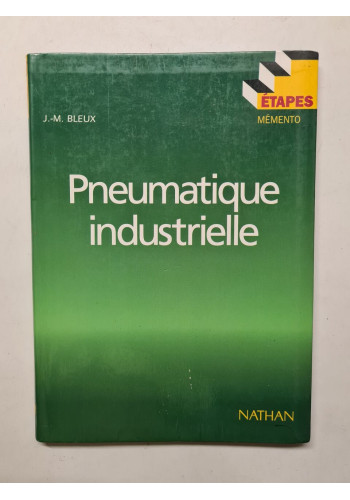 ÉTAPES
J.-M. BLEUX
MÉMENTO
Pneumatique
industrielle
NATHAN